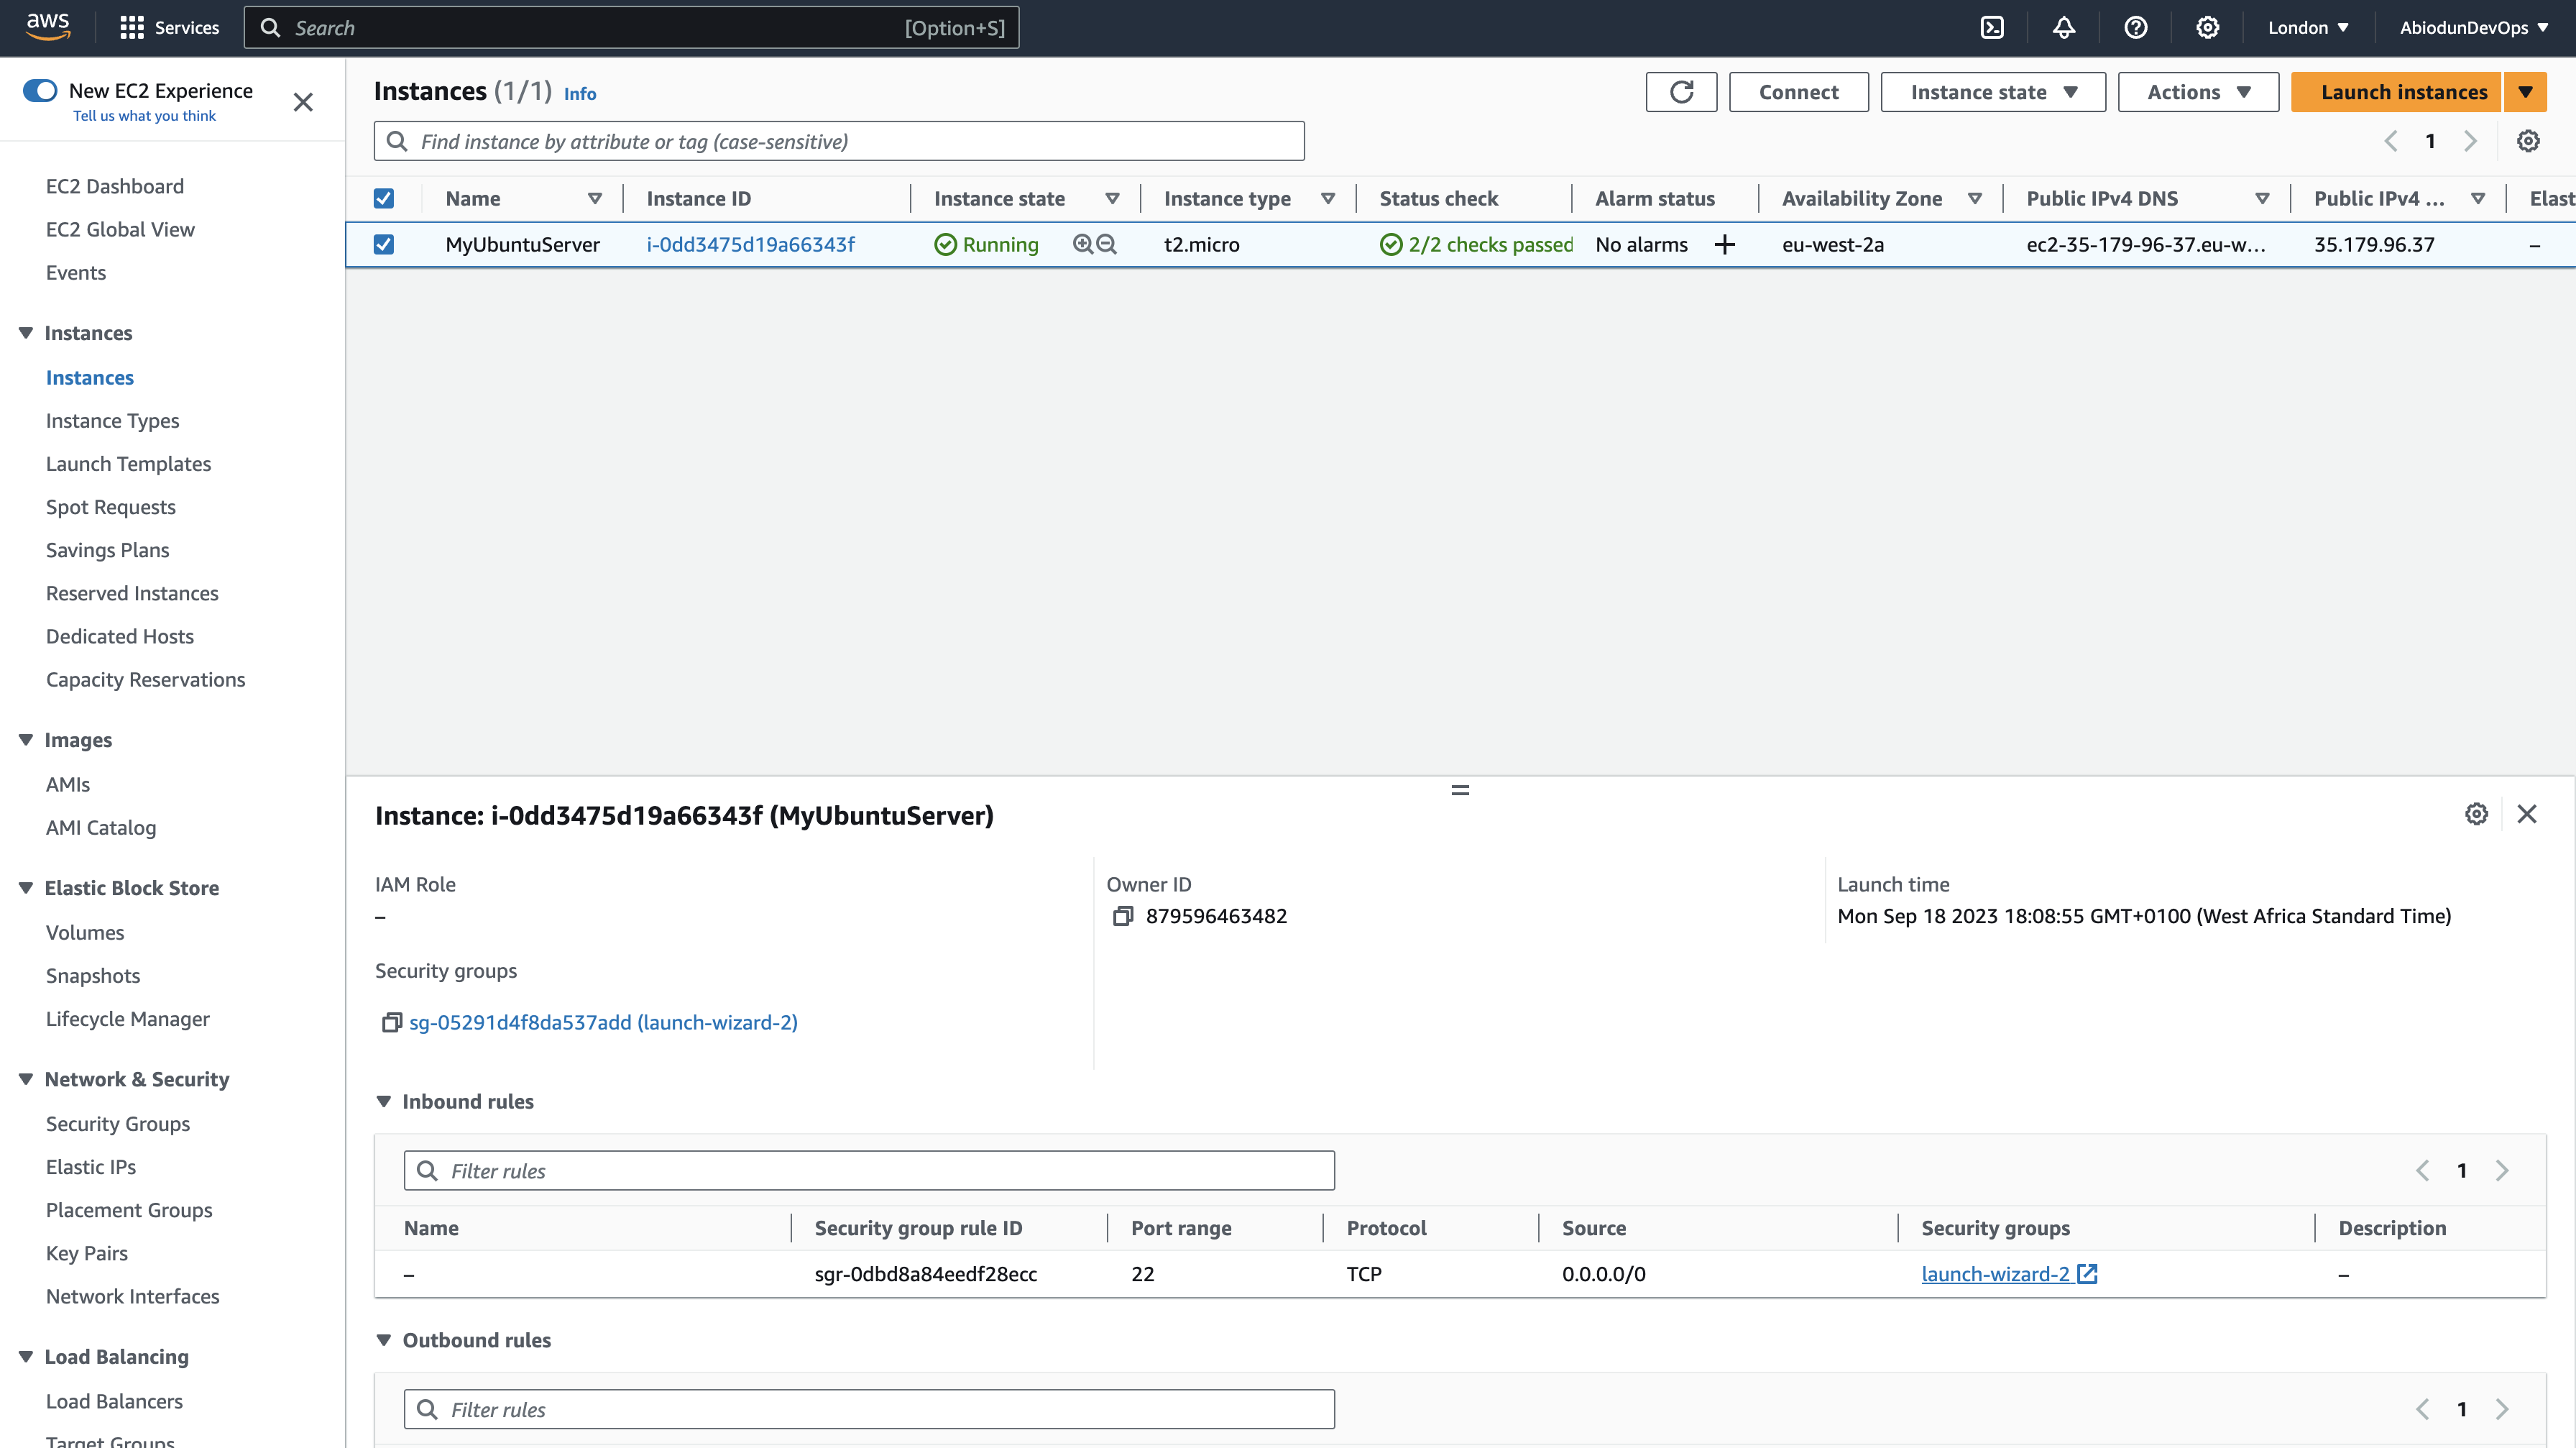 aws
Services
Search
[Option+S]
London
AbiodunDevOps
New EC2 Experience
Tell us what you think
EC2 Dashboard
EC2 Global View
Events
Instances
Instances
Instance Types
Launch Templates
Spot Requests
Savings Plans
Reserved Instances
Dedicated Hosts
Capacity Reservations
Images
AMIs
AMI Catalog
Elastic Block Store
Volumes
Snapshots
Lifecycle Manager
Network & Security
Security Groups
Elastic IPs
Placement Groups
Key Pairs
Network Interfaces
Load Balancing
Load Balancers
Target Groups
Instances (1/1) Info
Connect
Instance state
Actions
Launch instances
Find instance by attribute or tag (case-sensitive)
1
Name Instance ID Instance state Instance type Status check Alarm status Availability Zone Public IPv4 DNS Public IPv4 ... Elast
MyUbuntuServer i-0dd3475d19a66343f Running t2.micro 2/2 checks passed No alarms + eu-west-2a ec2-35-179-96-37.eu-w... 35.179.96.37 –
Instance: i-0dd3475d19a66343f (MyUbuntuServer)
IAM Role
–
Owner ID
879596463482
Launch time
Mon Sep 18 2023 18:08:55 GMT+0100 (West Africa Standard Time)
Security groups
sg-05291d4f8da537add (launch-wizard-2)
Inbound rules
Filter rules
1
Name Security group rule ID Port range Protocol Source Security groups Description
– sgr-0dbd8a84eedf28ecc 22 TCP 0.0.0.0/0 launch-wizard-2 –
Outbound rules
Filter rules
1